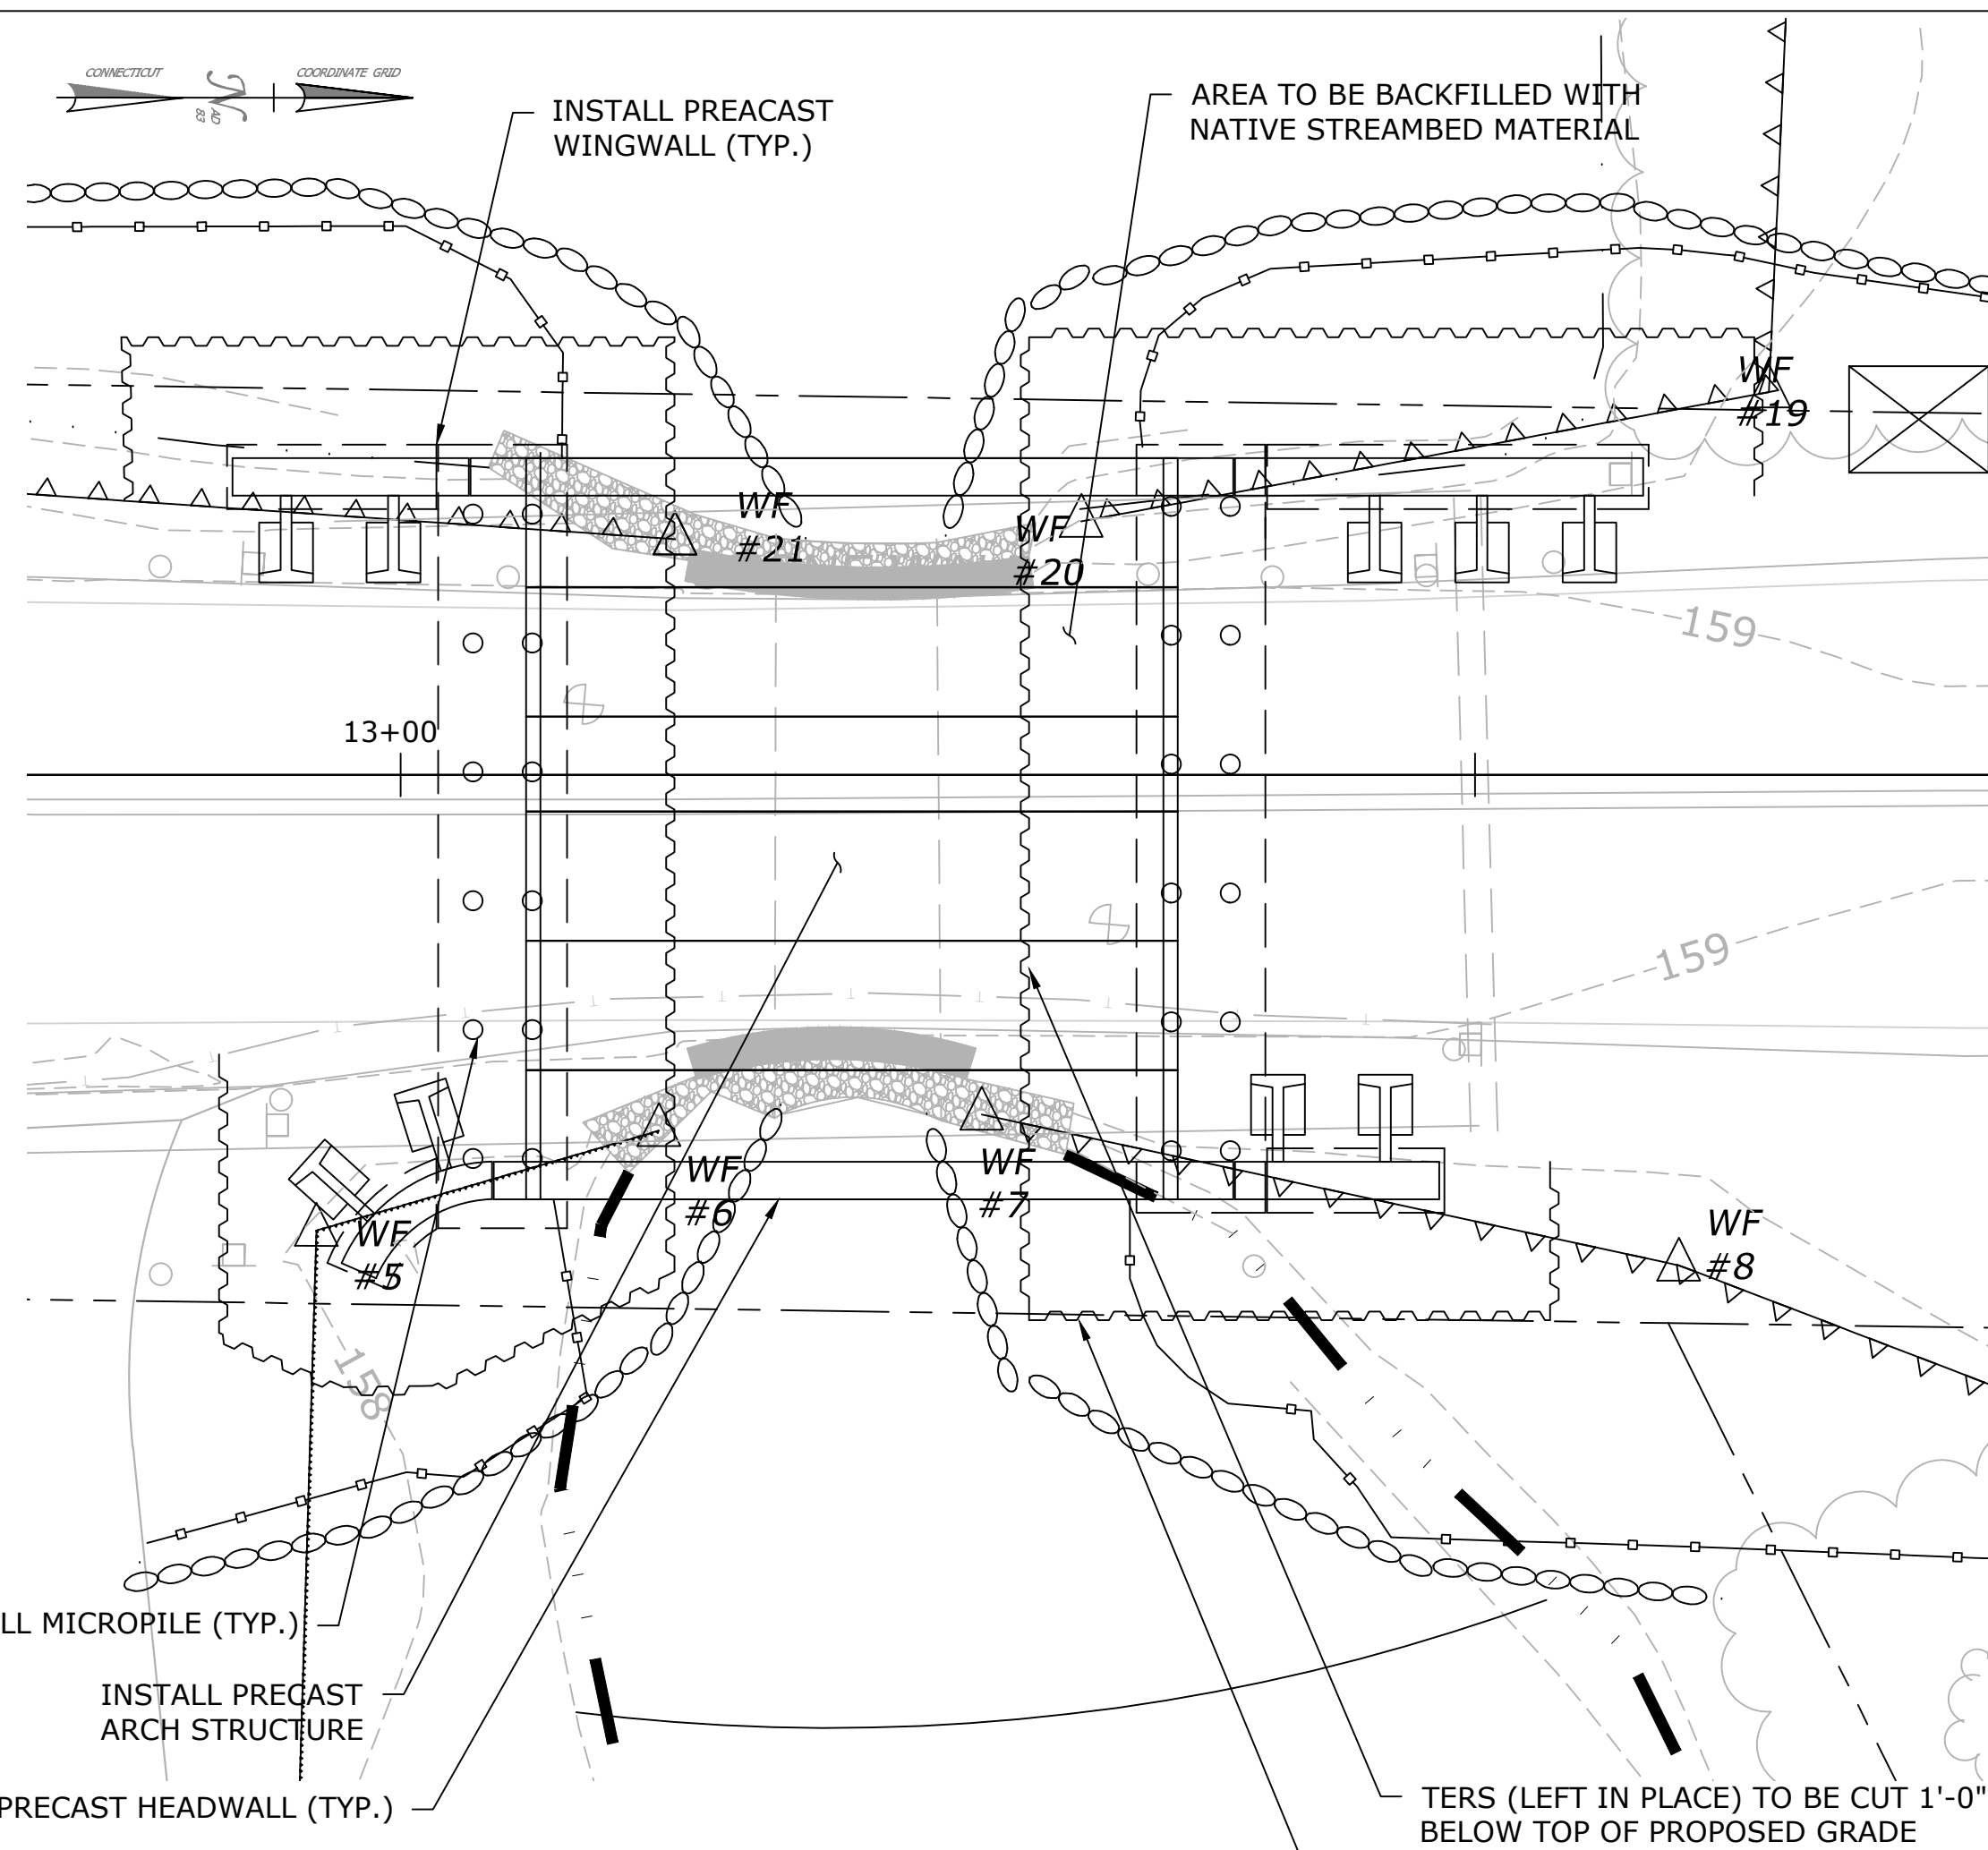 CONNECTICUT
COORDINATE GRID
N
AD
83
INSTALL PREACAST
WINGWALL (TYP.)
AREA TO BE BACKFILLED WITH
NATIVE STREAMBED MATERIAL
WF
#19
WF
#21
WF
#20
159
13+00
159
WF
#6
WF
#7
WF
#5
WF
#8
158
LL MICROPILE (TYP.)
INSTALL PRECAST
ARCH STRUCTURE
PRECAST HEADWALL (TYP.)
TERS (LEFT IN PLACE) TO BE CUT 1'-0"
BELOW TOP OF PROPOSED GRADE